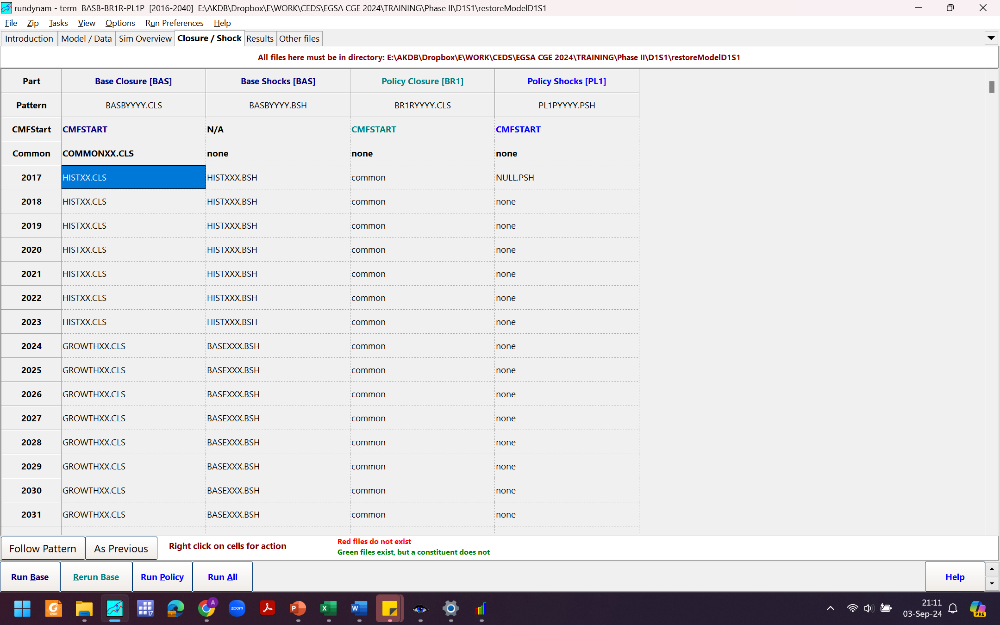 rundynam - term BASB-BR1R-PL1P [2016-2040] E:\AKDB\Dropbox\E\WORK\CEDS\EGSA CGE 2024\TRAINING\Phase II\D1S1\restoreModelD1S1
File Zip Tasks View Options Run Preferences Help
Introduction Model / Data Sim Overview Closure / Shock Results Other files
All files here must be in directory: E:\AKDB\Dropbox\E\WORK\CEDS\EGSA CGE 2024\TRAINING\Phase II\D1S1\restoreModelD1S1
Part Base Closure [BAS] Base Shocks [BAS] Policy Closure [BR1] Policy Shocks [PL1]
Pattern BASBYYYY.CLS BASBYYYY.BSH BR1RYYYY.CLS PL1PYYYY.PSH
CMFStart CMFSTART N/A CMFSTART CMFSTART
Common COMMONXX.CLS none none none
2017 HISTXX.CLS HISTXXX.BSH common NULL.PSH
2018 HISTXX.CLS HISTXXX.BSH common none
2019 HISTXX.CLS HISTXXX.BSH common none
2020 HISTXX.CLS HISTXXX.BSH common none
2021 HISTXX.CLS HISTXXX.BSH common none
2022 HISTXX.CLS HISTXXX.BSH common none
2023 HISTXX.CLS HISTXXX.BSH common none
2024 GROWTHXX.CLS BASEXXX.BSH common none
2025 GROWTHXX.CLS BASEXXX.BSH common none
2026 GROWTHXX.CLS BASEXXX.BSH common none
2027 GROWTHXX.CLS BASEXXX.BSH common none
2028 GROWTHXX.CLS BASEXXX.BSH common none
2029 GROWTHXX.CLS BASEXXX.BSH common none
2030 GROWTHXX.CLS BASEXXX.BSH common none
2031 GROWTHXX.CLS BASEXXX.BSH common none
Follow Pattern As Previous Right click on cells for action
Red files do not exist
Green files exist, but a constituent does not
Run Base Rerun Base Run Policy Run All Help
PDF 17 A zoom P X W PRE
21:11
03-Sep-24